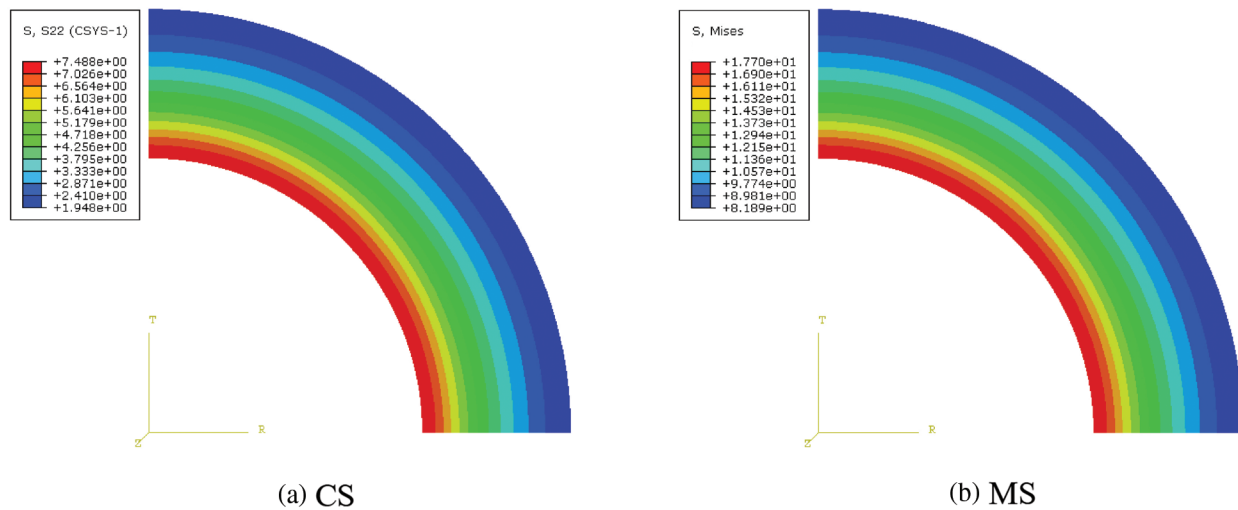 S, S22 (CSYS-1)
+7.488e+00
+7.026e+00
+6.564e+00
+6.103e+00
+5.641e+00
+5.179e+00
+4.718e+00
+4.256e+00
+3.795e+00
+3.333e+00
+2.871e+00
+2.410e+00
+1.948e+00
T
R
Z
(a) CS
S, Mises
+1.770e+01
+1.690e+01
+1.611e+01
+1.532e+01
+1.453e+01
+1.373e+01
+1.294e+01
+1.215e+01
+1.136e+01
+1.057e+01
+9.774e+00
+8.981e+00
+8.189e+00
T
R
Z
(b) MS